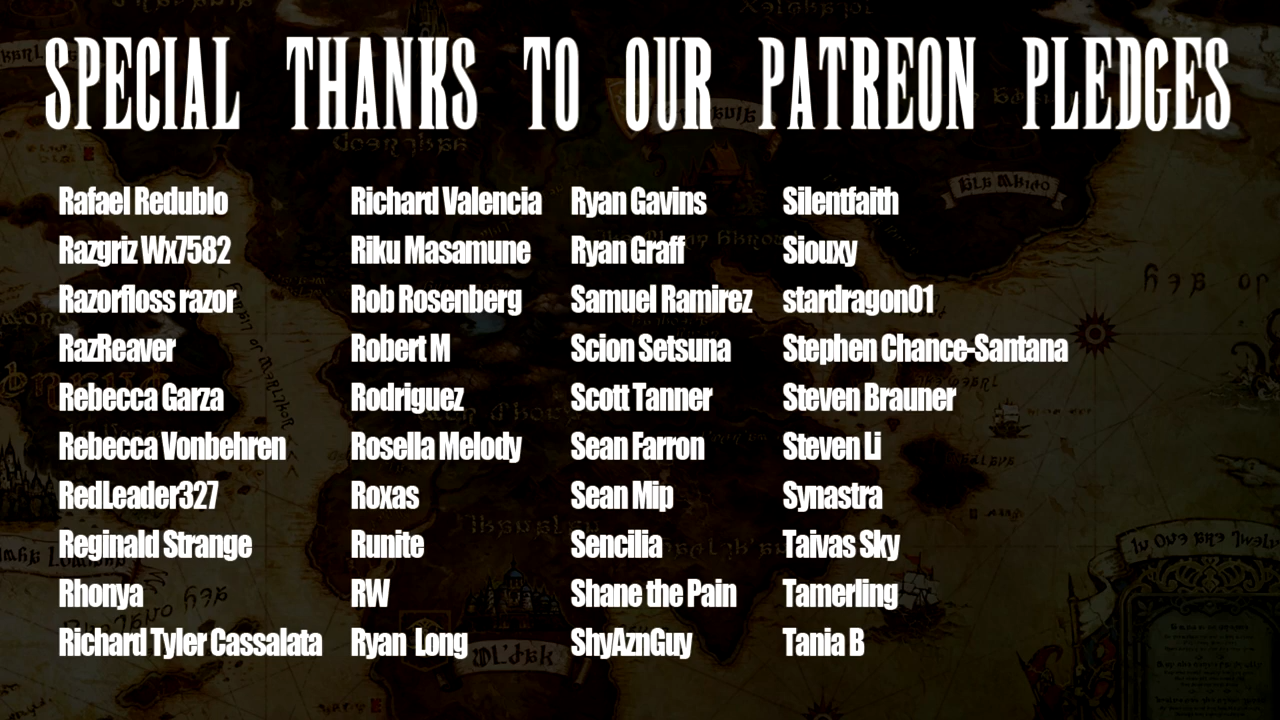 SPECIAL THANKS TO OUR PATREON PLEDGES
Rafael Redublo
Razgriz Wx7582
Razorfloss razor
RazReaver
Rebecca Garza
Rebecca Vonbehren
RedLeader327
Reginald Strange
Rhonya
Richard Tyler Cassalata
Richard Valencia
Riku Masamune
Rob Rosenberg
Robert M
Rodriguez
Rosella Melody
Roxas
Runite
RW
Ryan Long
Ryan Gavins
Ryan Graff
Samuel Ramirez
Scion Setsuna
Scott Tanner
Sean Farron
Sean Mip
Sencilia
Shane the Pain
ShyAznGuy
Silentfaith
Siouxy
stardragon01
Stephen Chance-Santana
Steven Brauner
Steven Li
Synastra
Taivas Sky
Tamerling
Tania B